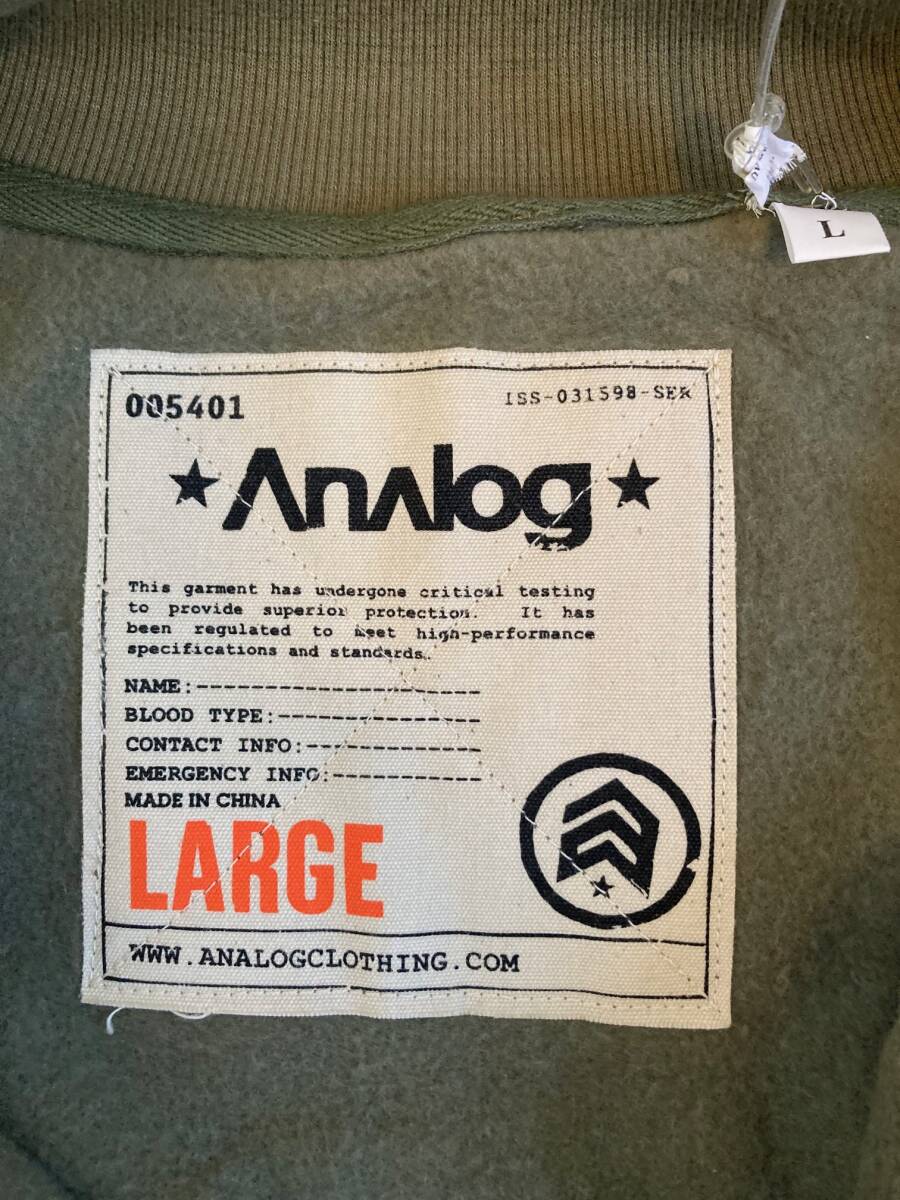 L
005401
ISS-031598-SER
Analog
This garment has undergone critical testing
to provide superior protection. It has
been regulated to meet high-performance
specifications and standards.
NAME:
BLOOD TYPE:
CONTACT INFO:
EMERGENCY INFO:
MADE IN CHINA
LARGE
WWW.ANALOGCLOTHING.COM